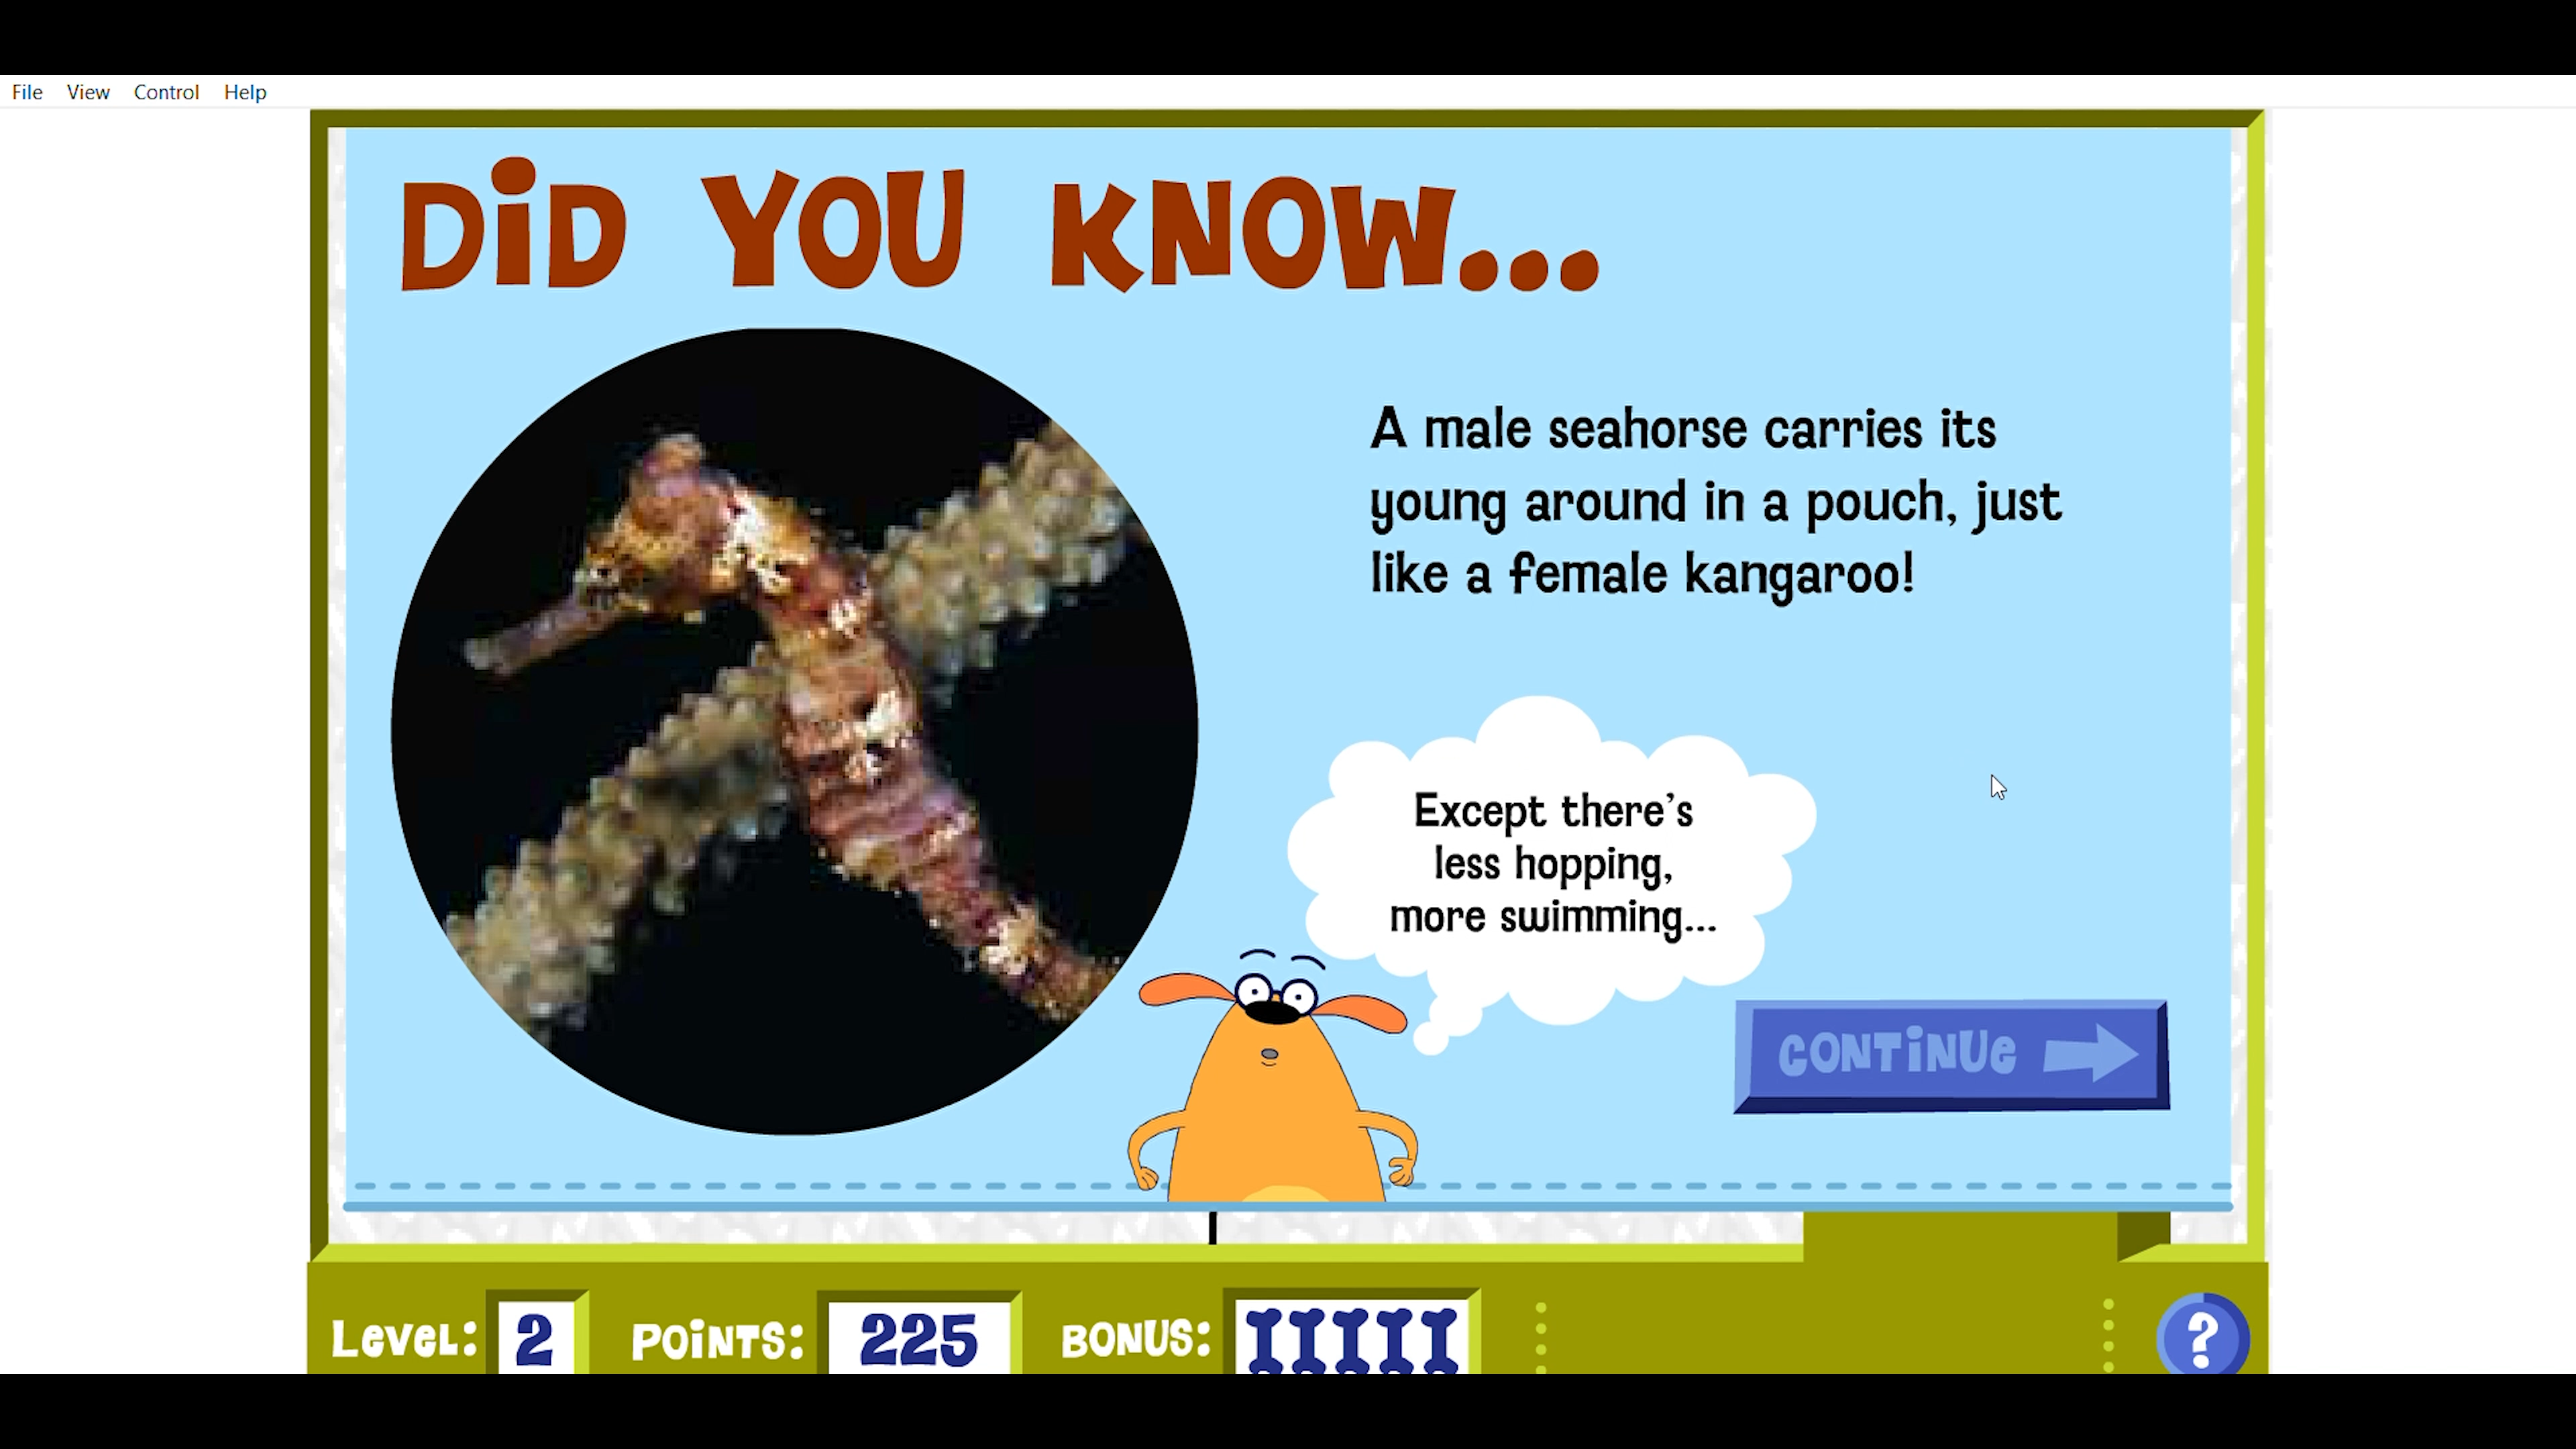 File View Control Help
DiD YOU KNOW...
A male seahorse carries its
young around in a pouch, just
like a female kangaroo!
Except there's
less hopping,
more swimming...
CONTiNUe
LeVeL: 2 POiNTS: 225 BONUS:
?